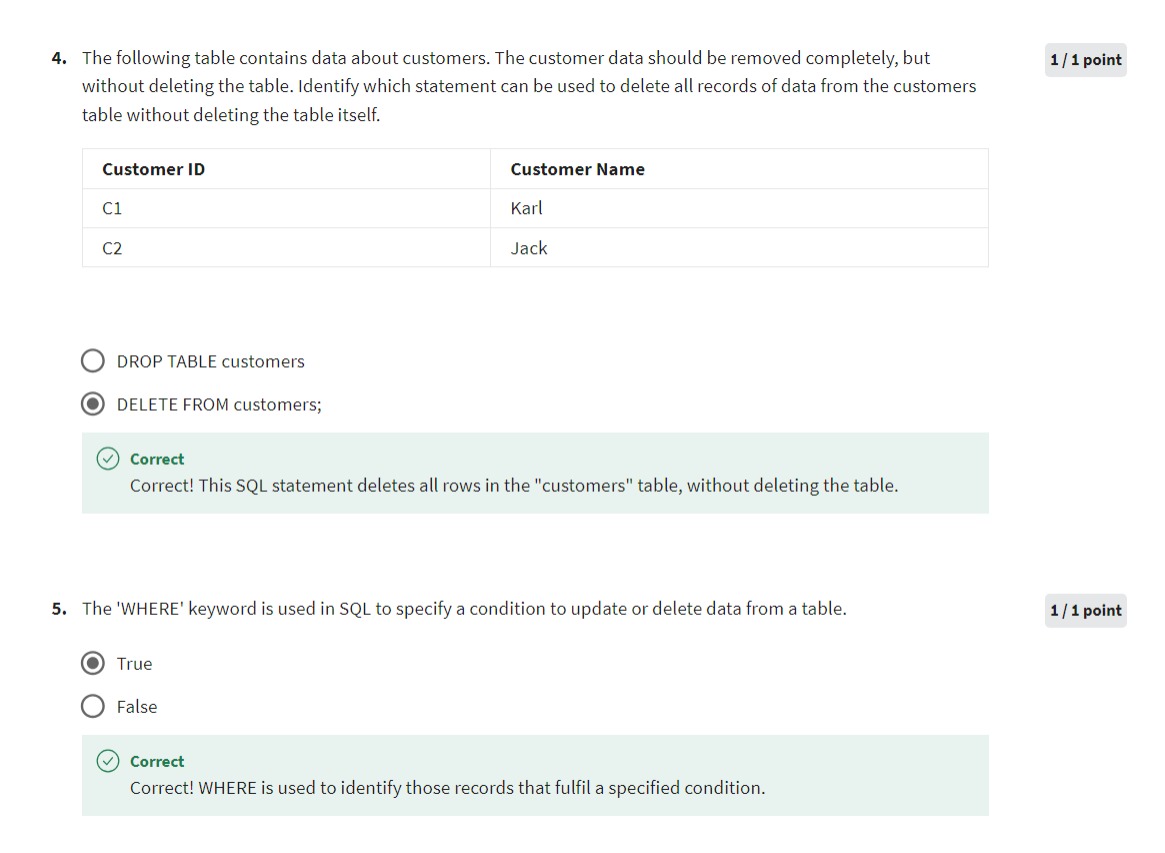 4. The following table contains data about customers. The customer data should be removed completely, but
1 / 1 point
without deleting the table. Identify which statement can be used to delete all records of data from the customers
table without deleting the table itself.
Customer ID Customer Name
C1 Karl
C2 Jack
DROP TABLE customers
DELETE FROM customers;
Correct
Correct! This SQL statement deletes all rows in the "customers" table, without deleting the table.
5. The 'WHERE' keyword is used in SQL to specify a condition to update or delete data from a table.
1 / 1 point
True
False
Correct
Correct! WHERE is used to identify those records that fulfil a specified condition.